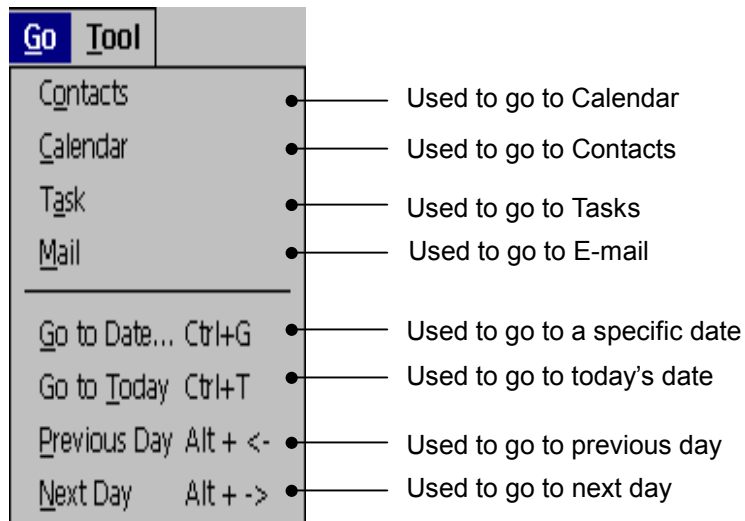 Go Tool
Contacts Used to go to Calendar
Calendar Used to go to Contacts
Task Used to go to Tasks
Mail Used to go to E-mail
Go to Date... Ctrl+G Used to go to a specific date
Go to Today Ctrl+T Used to go to today's date
Previous Day Alt + <- Used to go to previous day
Next Day Alt + -> Used to go to next day